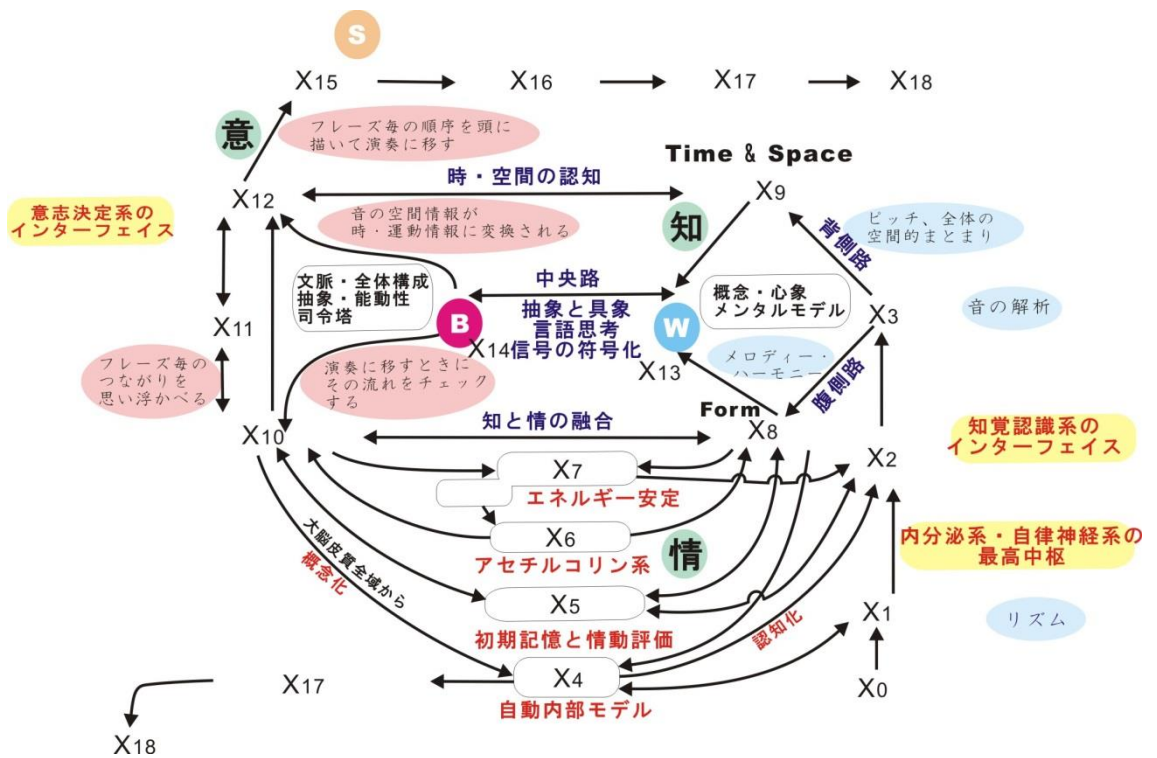 S
X15
X16
X17
X18
意
フレーズ毎の順序を頭に
描いて演奏に移す
Time & Space
時・空間の認知
X12
X9
意志決定系の
インターフェイス
音の空間情報が
時・運動情報に変換される
知
ピッチ、全体の
空間的まとまり
背側路
文脈・全体構成
抽象・能動性
司令塔
中央路
概念・心象
メンタルモデル
B
W
抽象と具象
言語思考
信号の符号化
X11
X3
音の解析
X14
X13
フレーズ毎の
つながりを
思い浮かべる
演奏に移すときに
その流れをチェック
する
メロディー・
ハーモニー
腹側路
Form
X10
知と情の融合
X8
知覚認識系の
インターフェイス
X7
X2
エネルギー安定
X6
アセチルコリン系
情
内分泌系・自律神経系の
最高中枢
大脳皮質全域から
概念化
X5
初期記憶と情動評価
認知化
X1
リズム
X17
X4
X0
自動内部モデル
X18